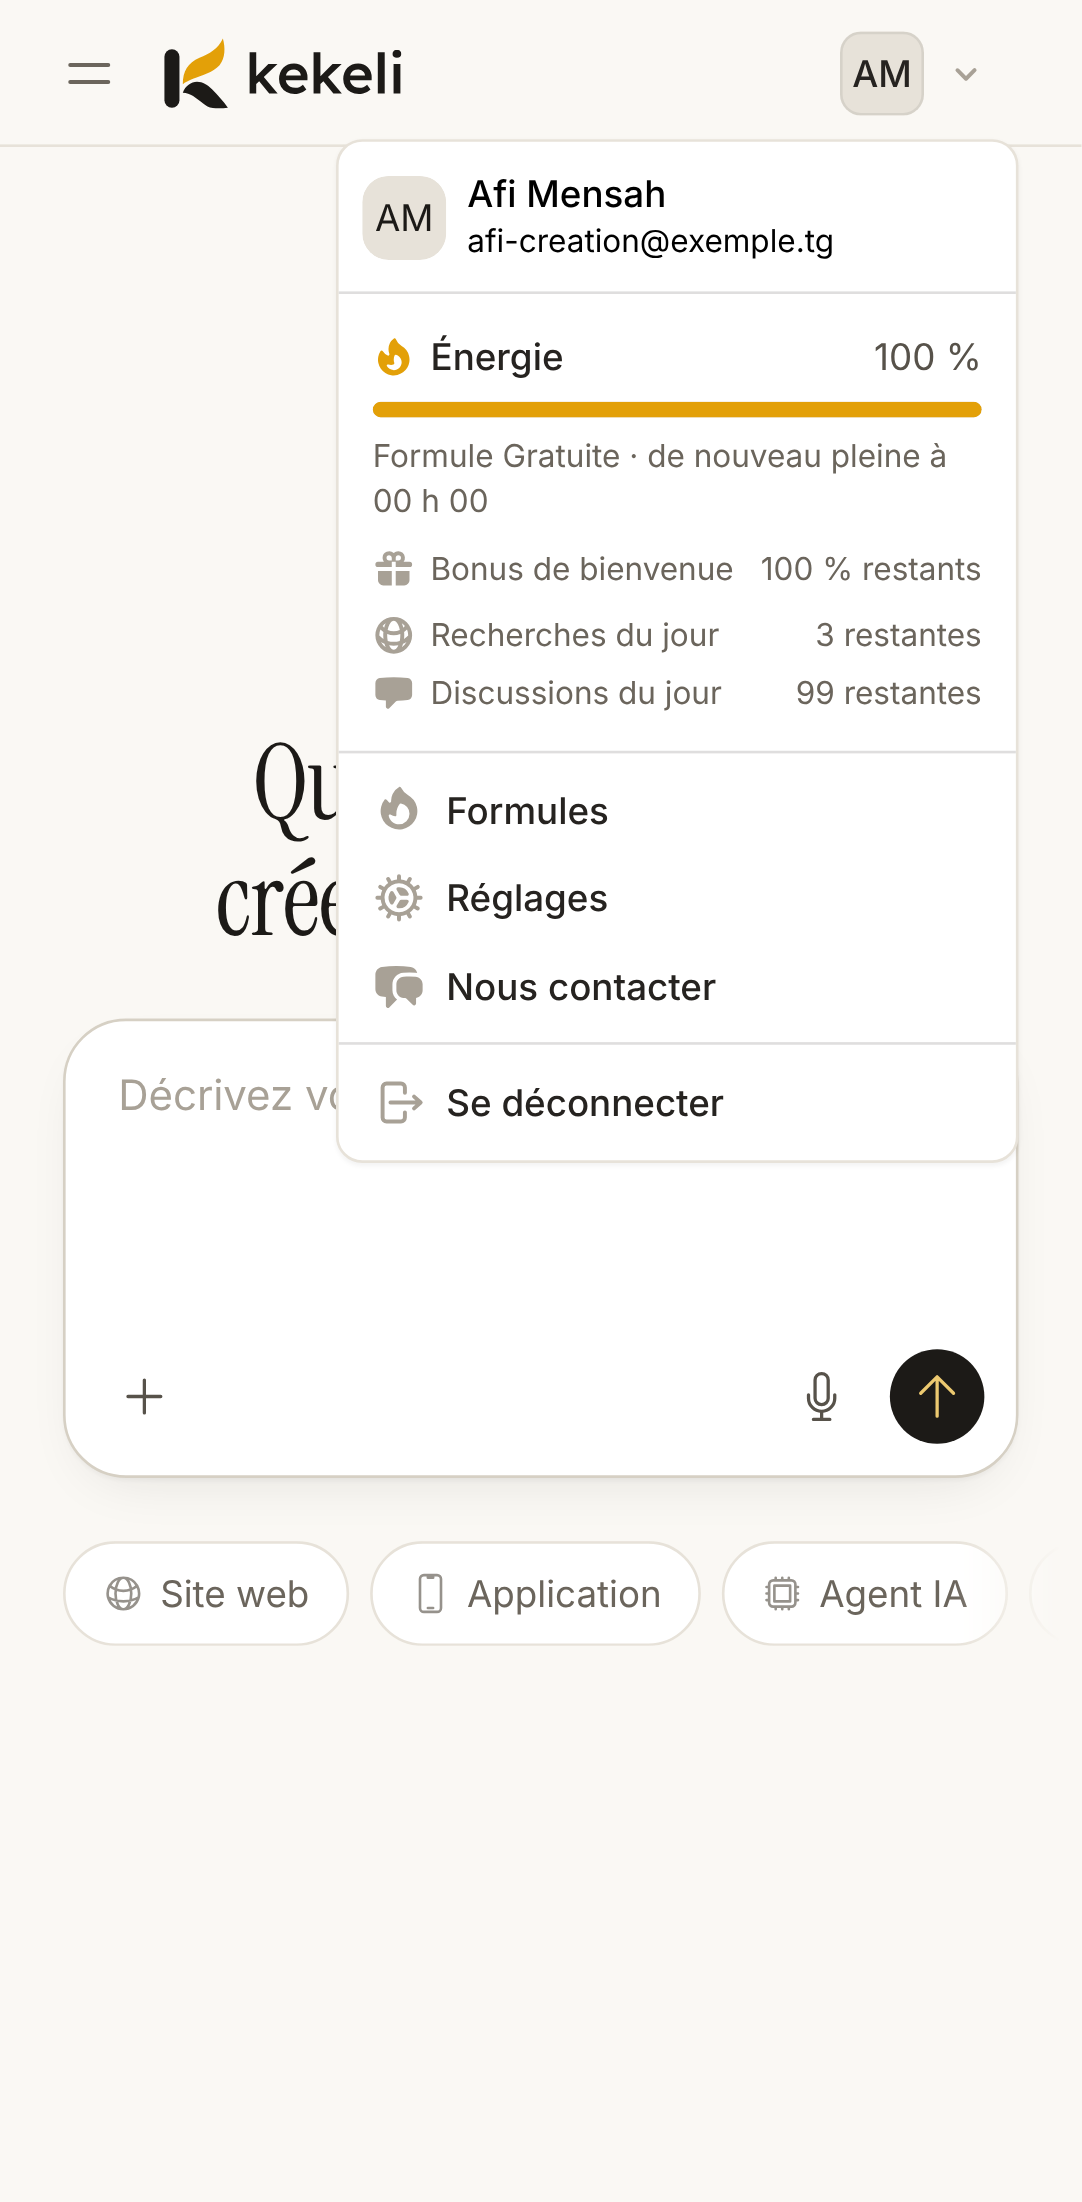 kekeli
AM
AM
Afi Mensah
afi-creation@exemple.tg
Énergie 100 %
Formule Gratuite · de nouveau pleine à
00 h 00
Bonus de bienvenue 100 % restants
Recherches du jour 3 restantes
Discussions du jour 99 restantes
Formules
Réglages
Nous contacter
Se déconnecter
Décrivez
Site web
Application
Agent IA